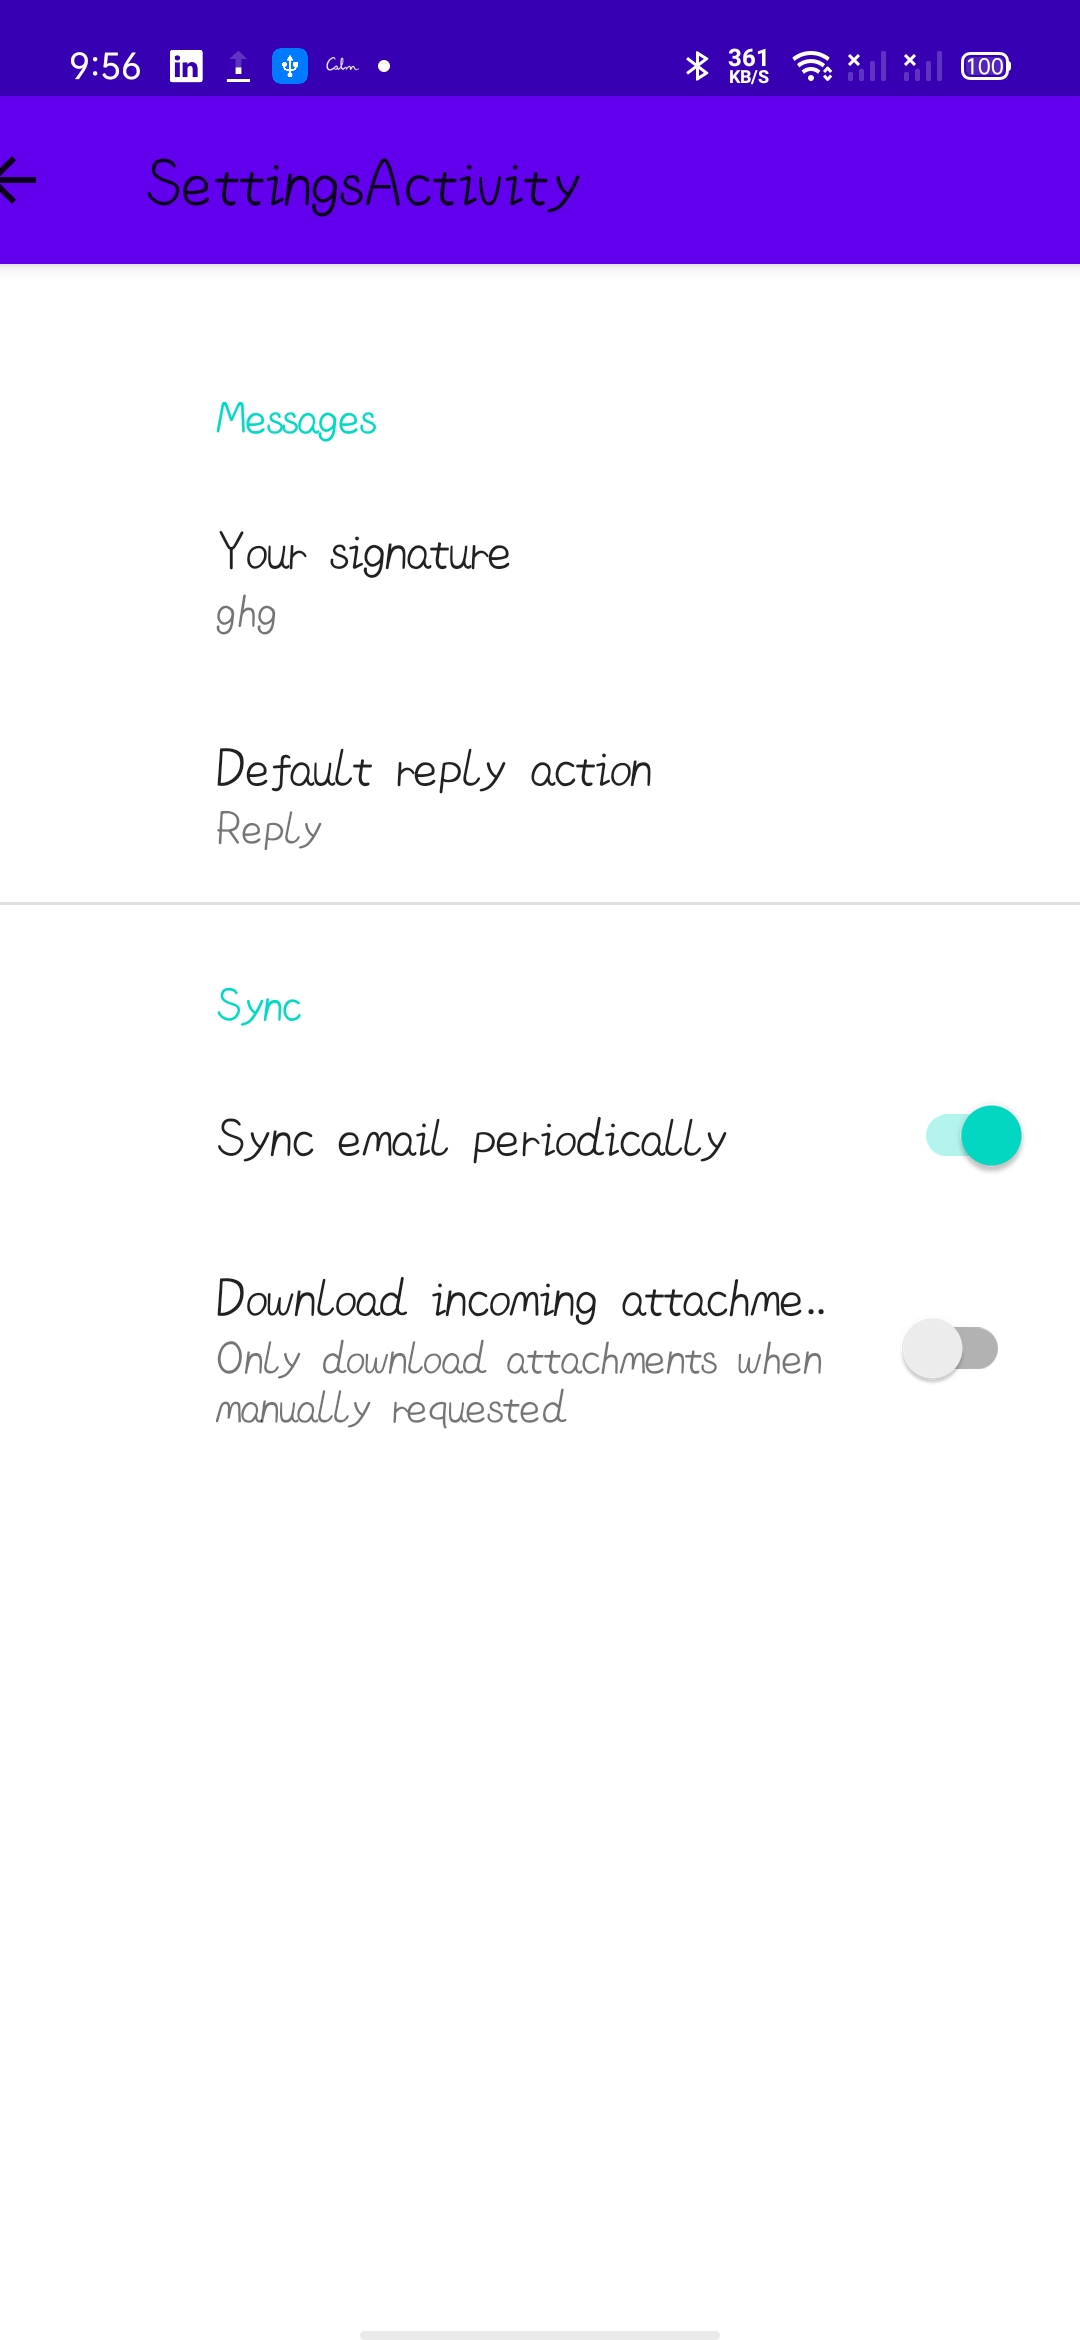 9:56 in Calm 361 KB/S 100
SettingsActivity
Messages
Your signature
ghg
Default reply action
Reply
Sync
Sync email periodically
Download incoming attachme..
Only download attachments when
manually requested